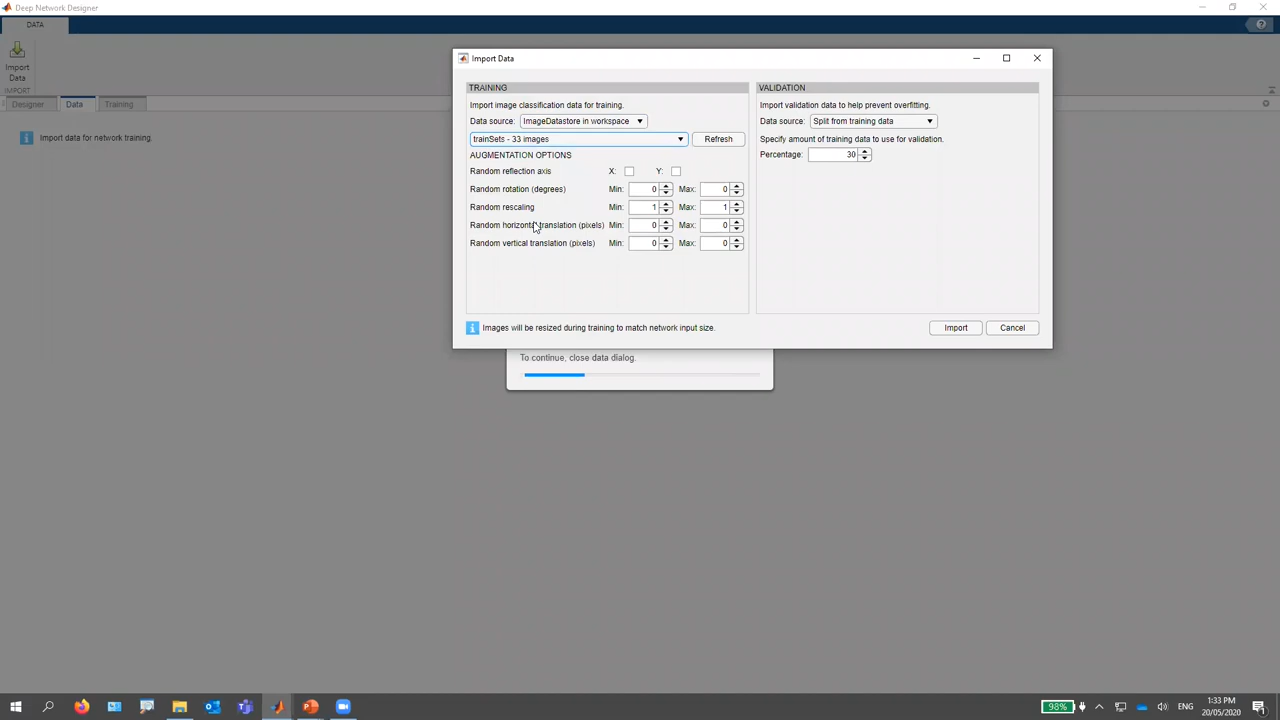 Deep Network Designer
DATA
Import
Data
IMPORT
Designer
Data
Training
Import data for network training.
Import Data
TRAINING
Import image classification data for training.
Data source: ImageDatastore in workspace
trainSets - 33 images
Refresh
AUGMENTATION OPTIONS
Random reflection axis X: Y:
Random rotation (degrees) Min: 0 Max: 0
Random rescaling Min: 1 Max: 1
Random horizontal translation (pixels) Min: 0 Max: 0
Random vertical translation (pixels) Min: 0 Max: 0
VALIDATION
Import validation data to help prevent overfitting.
Data source: Split from training data
Specify amount of training data to use for validation.
Percentage: 30
Images will be resized during training to match network input size.
Import
Cancel
To continue, close data dialog.
98%
ENG
1:33 PM
20/05/2020
1